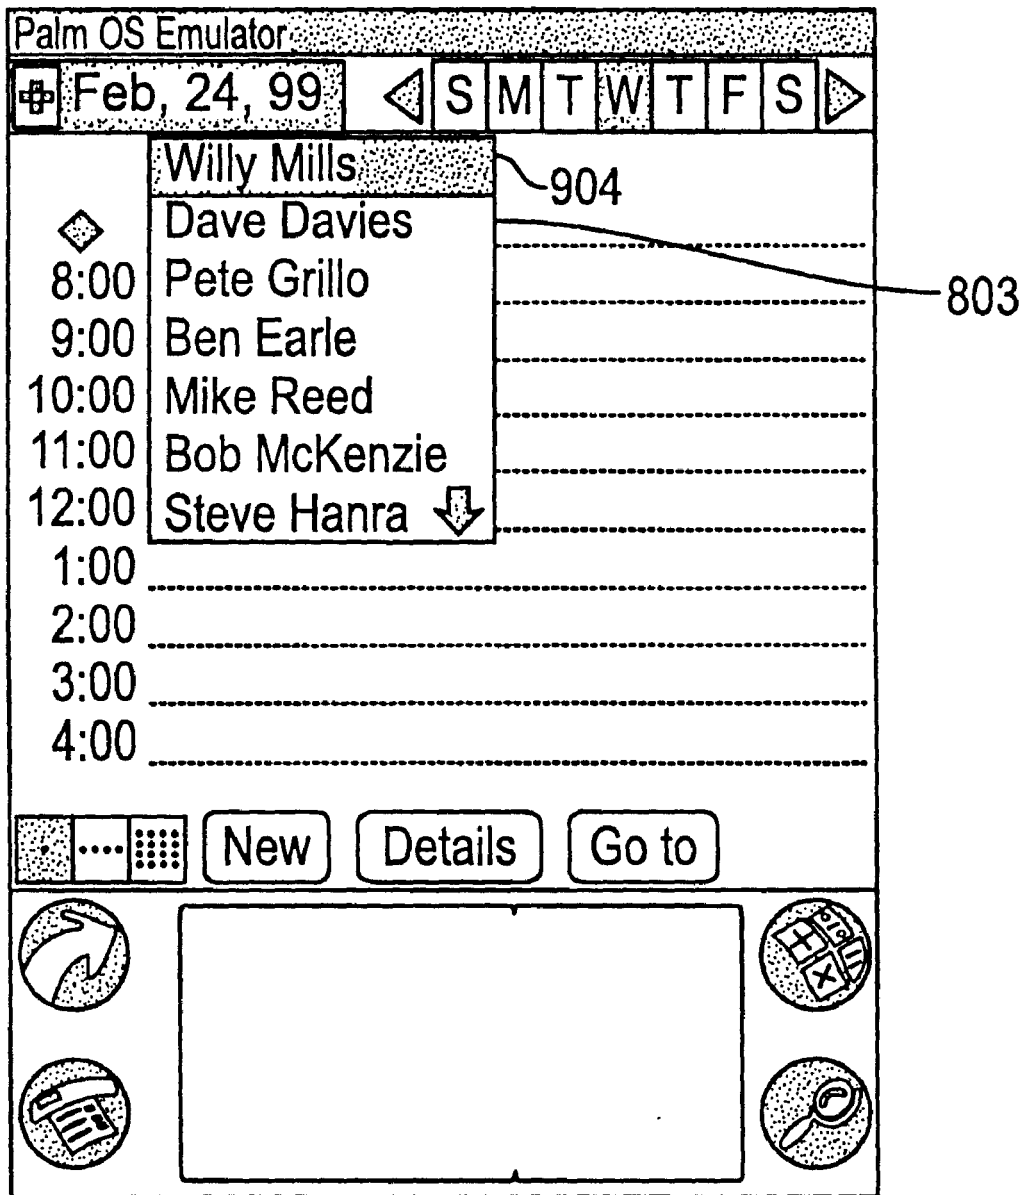 Palm OS Emulator
Feb, 24, 99 S M T W T F S
Willy Mills
904
Dave Davies
803
8:00 Pete Grillo
9:00 Ben Earle
10:00 Mike Reed
11:00 Bob McKenzie
12:00 Steve Hanra
1:00
2:00
3:00
4:00
New Details Go to